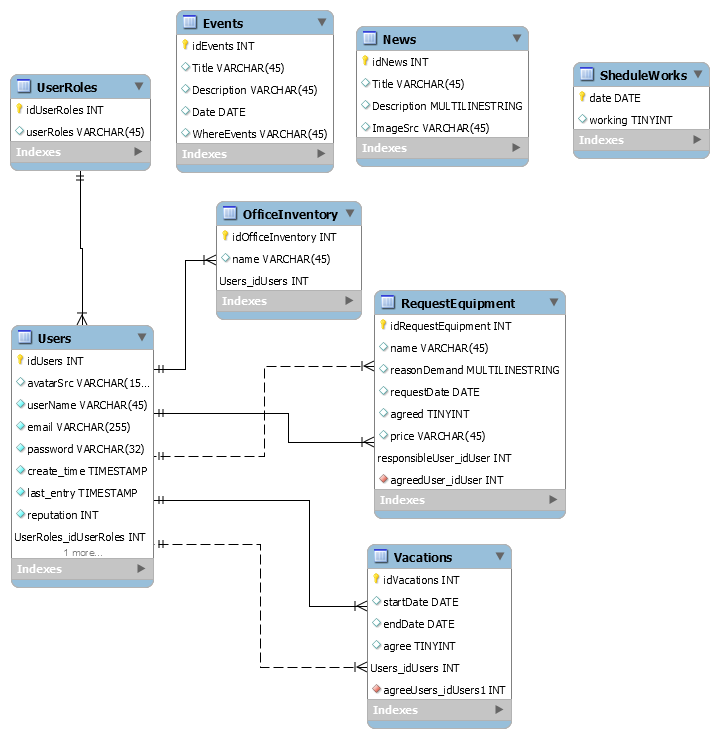 Events
idEvents INT
Title VARCHAR(45)
Description VARCHAR(45)
Date DATE
WhereEvents VARCHAR(45)
Indexes
News
idNews INT
Title VARCHAR(45)
Description MULTILINESTRING
ImageSrc VARCHAR(45)
Indexes
SheduleWorks
date DATE
working TINYINT
Indexes
UserRoles
idUserRoles INT
userRoles VARCHAR(45)
Indexes
OfficeInventory
idOfficeInventory INT
name VARCHAR(45)
Users_idUsers INT
Indexes
RequestEquipment
idRequestEquipment INT
name VARCHAR(45)
reasonDemand MULTILINESTRING
requestDate DATE
agreed TINYINT
price VARCHAR(45)
responsibleUser_idUser INT
agreedUser_idUser INT
Indexes
Users
idUsers INT
avatarSrc VARCHAR(15...
userName VARCHAR(45)
email VARCHAR(255)
password VARCHAR(32)
create_time TIMESTAMP
last_entry TIMESTAMP
reputation INT
UserRoles_idUserRoles INT
1 more...
Indexes
Vacations
idVacations INT
startDate DATE
endDate DATE
agree TINYINT
Users_idUsers INT
agreeUsers_idUsers1 INT
Indexes